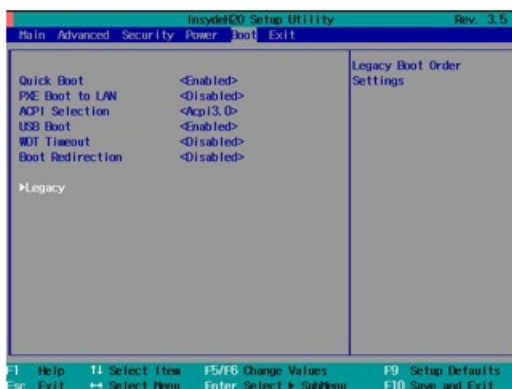 InsydeH2O Setup Utility Rev. 3.5
Main Advanced Security Power Boot Exit
Quick Boot <Enabled>
PXE Boot to LAN <Disabled>
ACPI Selection <Acpi3.0>
USB Boot <Enabled>
WDT Timeout <Disabled>
Boot Redirection <Disabled>
▶Legacy
Legacy Boot Order
Settings
F1 Help ↑↓ Select Item F5/F6 Change Values F9 Setup Defaults
Esc Exit ↔ Select Menu Enter Select ▶ SubMenu F10 Save and Exit